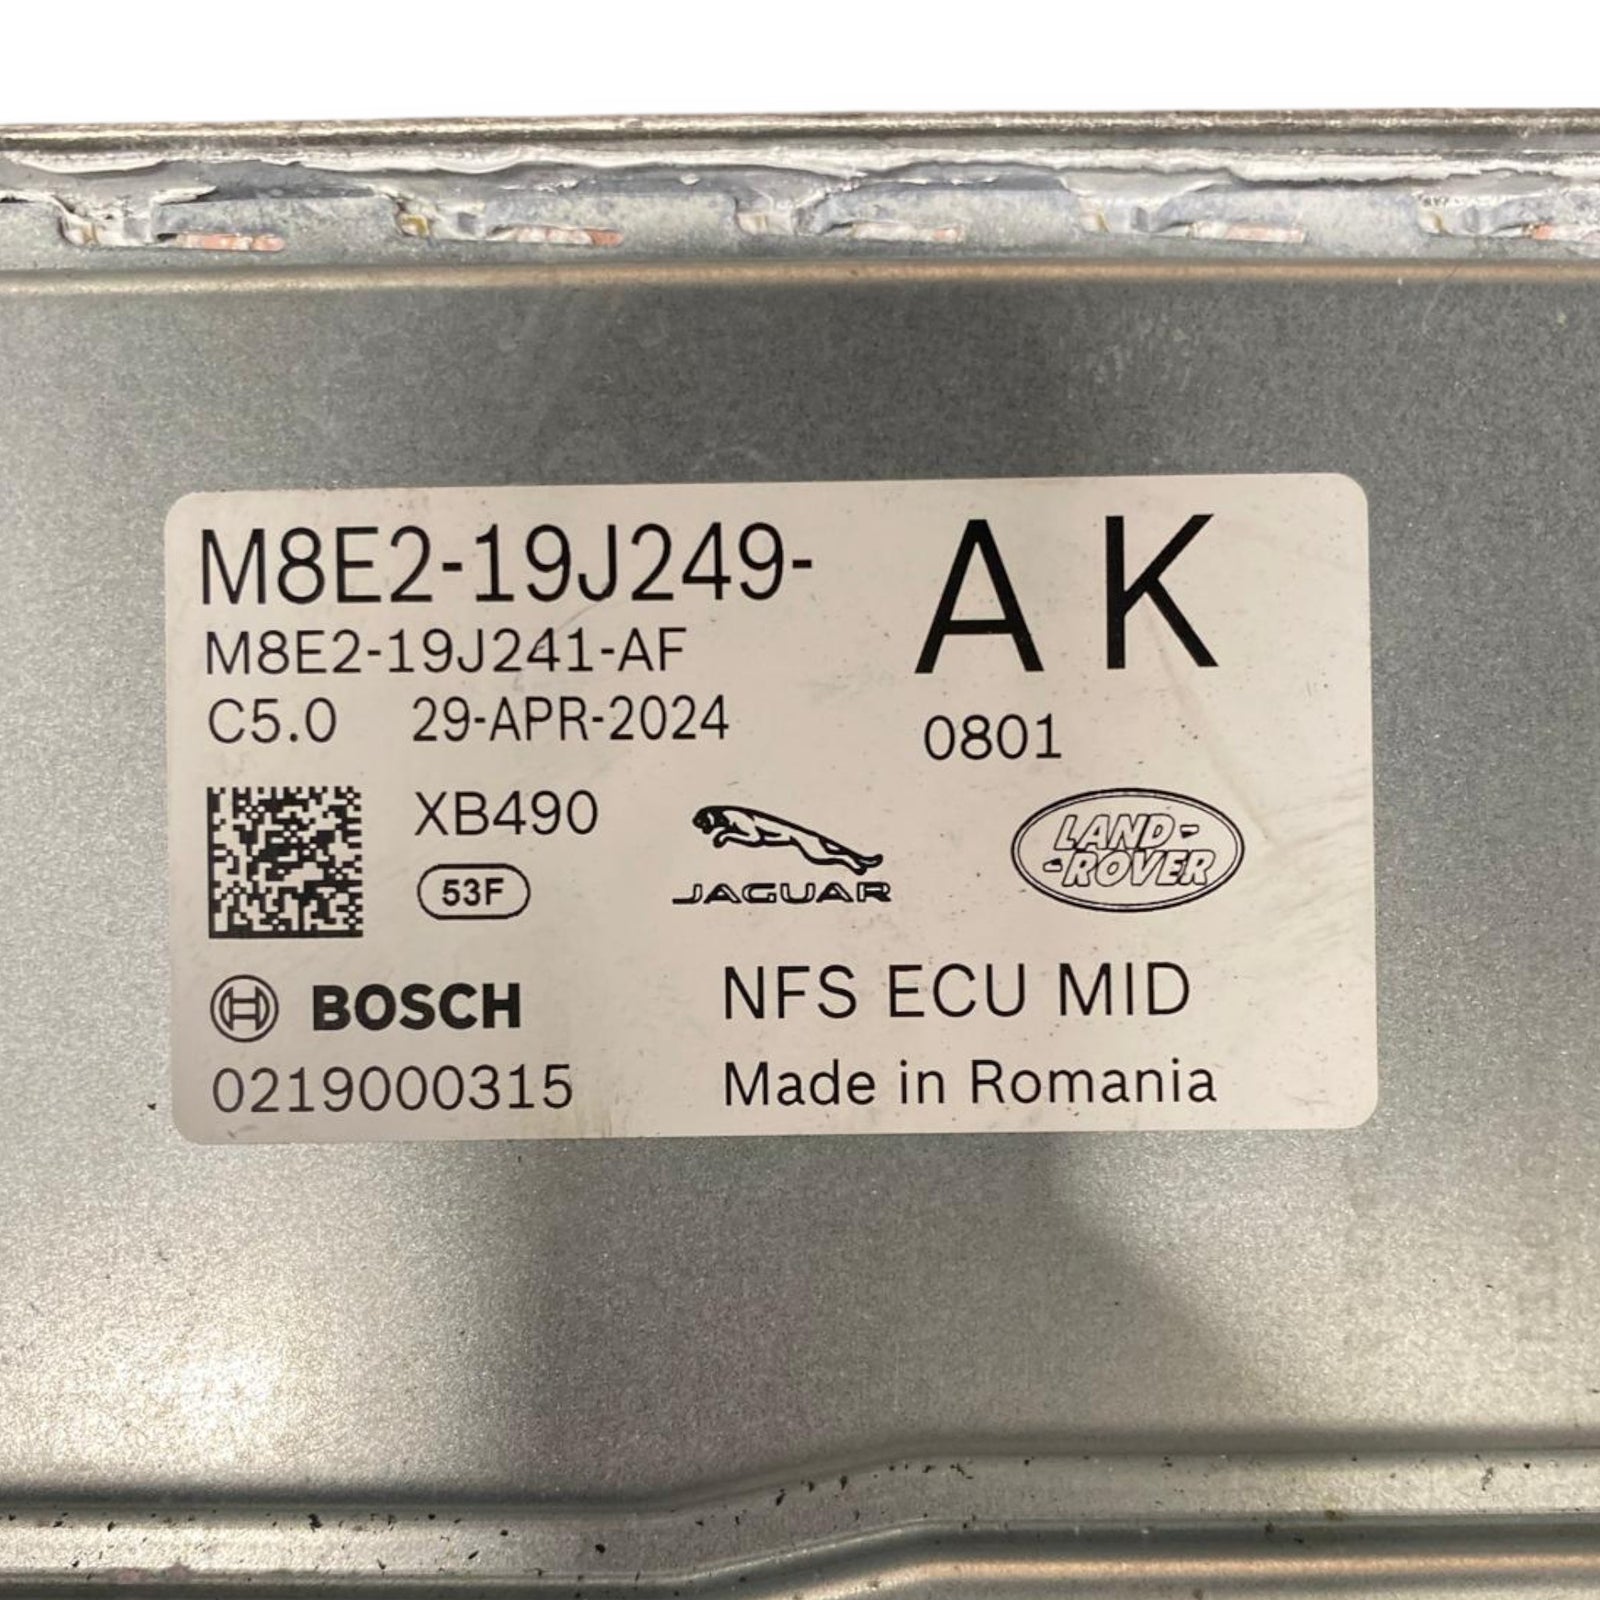 M8E2-19J249- AK
M8E2-19J241-AF
C5.0 29-APR-2024 0801
XB490
53F
JAGUAR
LAND-
-ROVER
BOSCH
NFS ECU MID
0219000315
Made in Romania